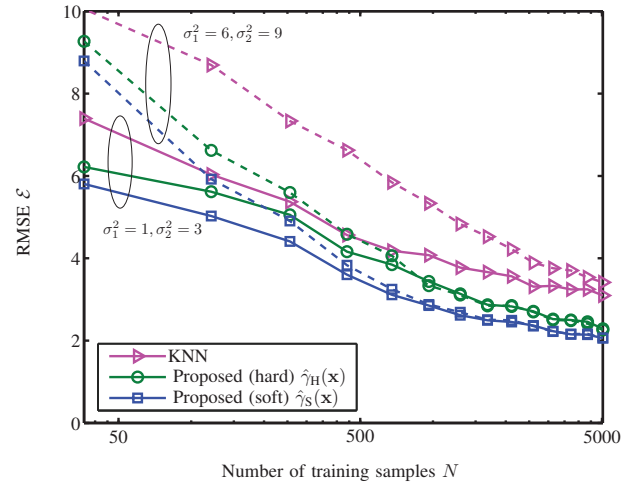 10
8
6
4
2
0
RMSE ℰ
σ₁² = 6, σ₂² = 9
σ₁² = 1, σ₂² = 3
KNN
Proposed (hard) γ̂_H(x)
Proposed (soft) γ̂_S(x)
50
500
5000
Number of training samples N